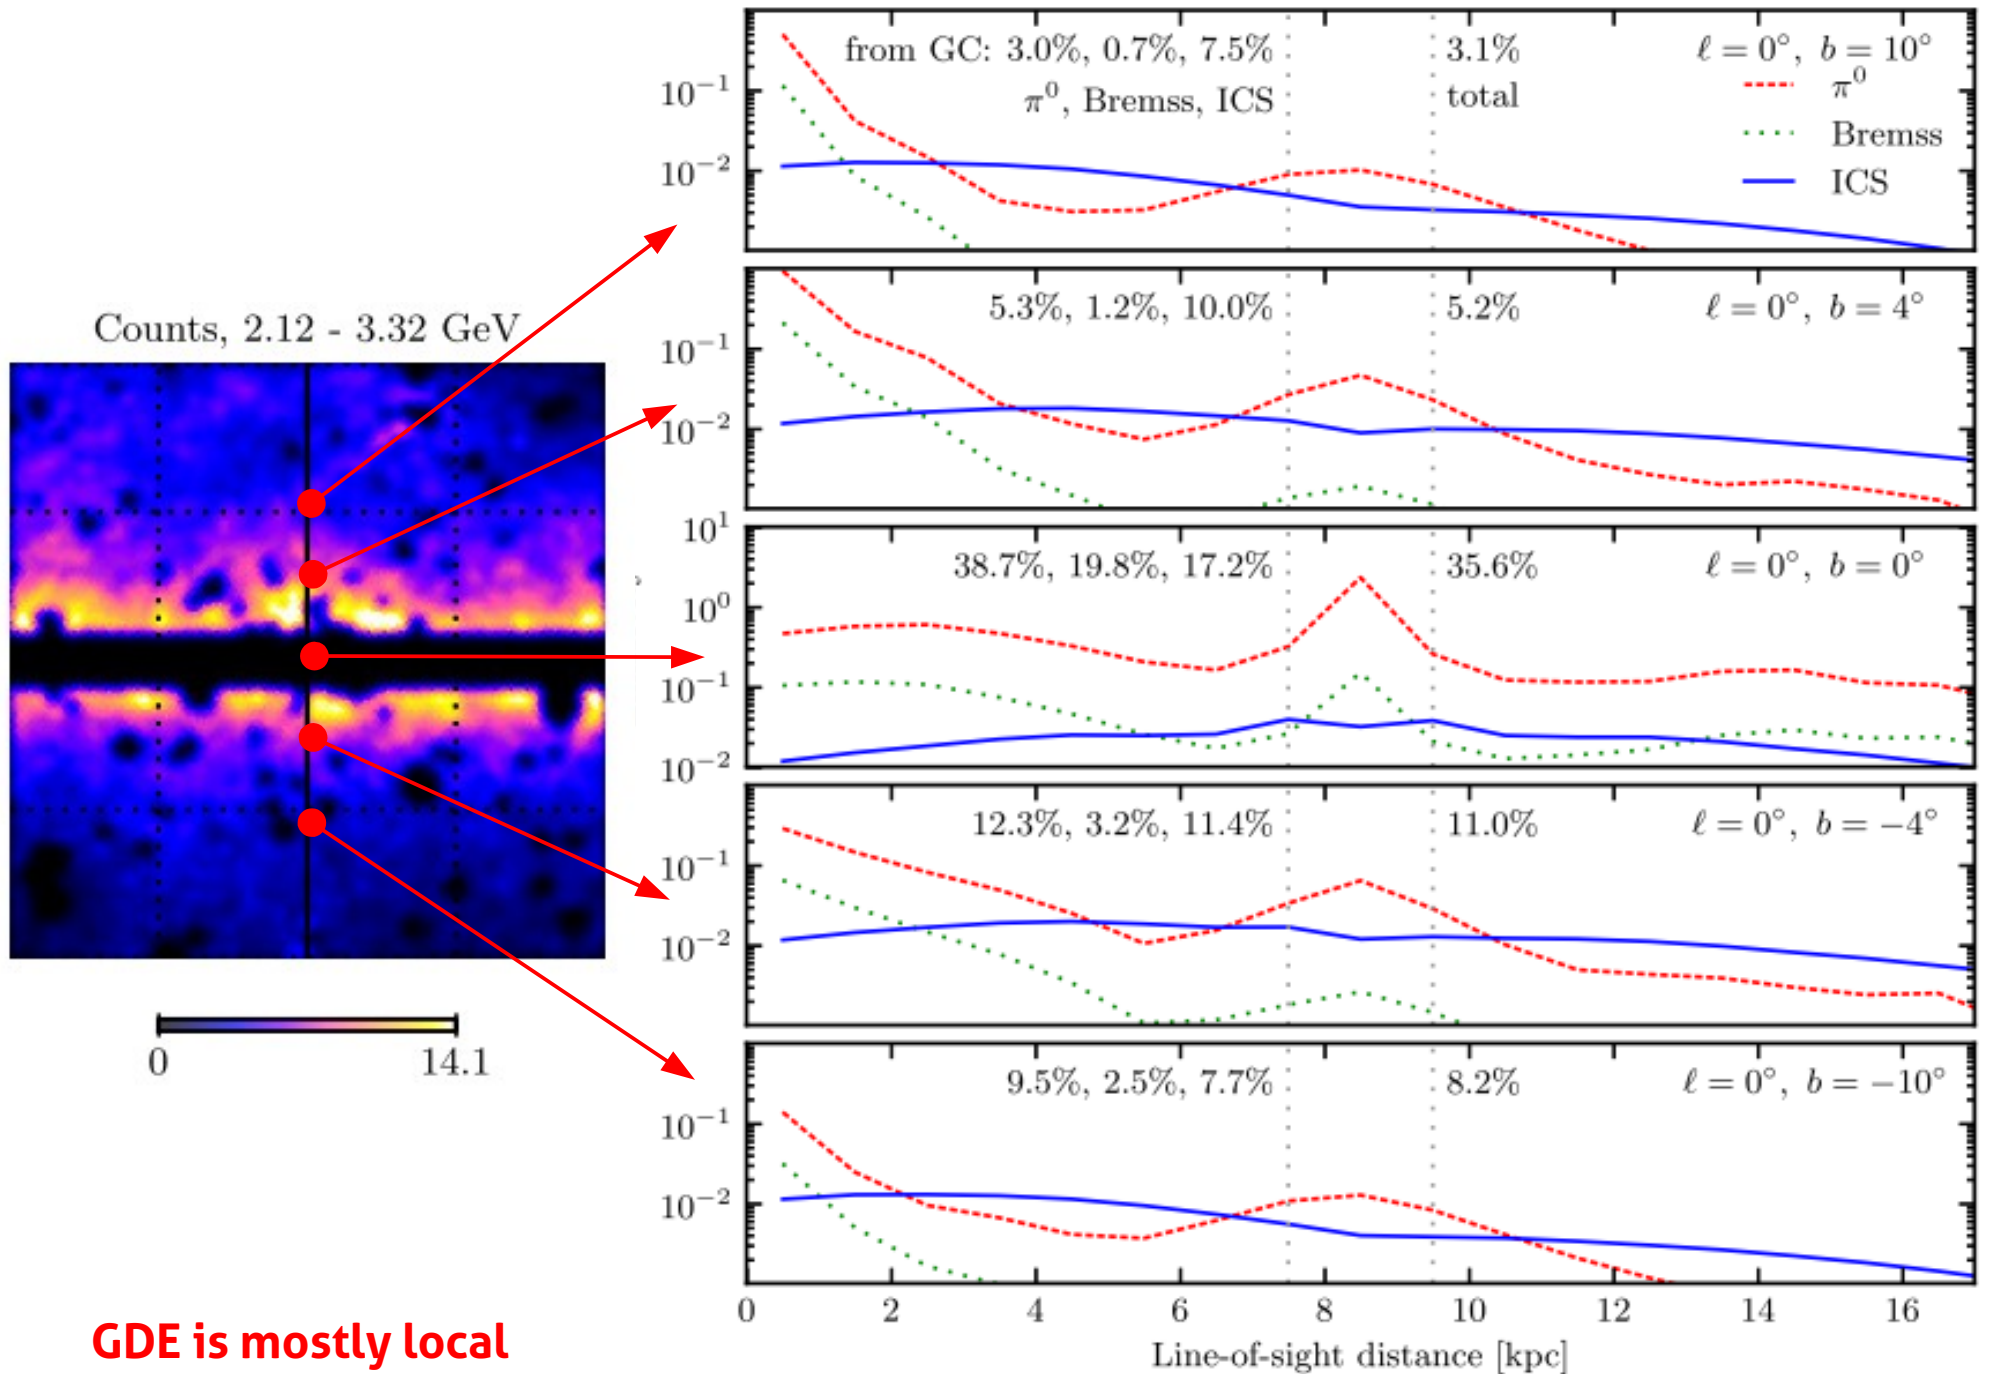 from GC: 3.0%, 0.7%, 7.5%
3.1%
ℓ = 0°, b = 10°
π⁰, Bremss, ICS
total
π⁰
Bremss
ICS
10⁻¹
10⁻²
Counts, 2.12 - 3.32 GeV
0
14.1
5.3%, 1.2%, 10.0%
5.2%
ℓ = 0°, b = 4°
10⁻¹
10⁻²
38.7%, 19.8%, 17.2%
35.6%
ℓ = 0°, b = 0°
10¹
10⁰
10⁻¹
10⁻²
12.3%, 3.2%, 11.4%
11.0%
ℓ = 0°, b = −4°
10⁻¹
10⁻²
9.5%, 2.5%, 7.7%
8.2%
ℓ = 0°, b = −10°
10⁻¹
10⁻²
0 2 4 6 8 10 12 14 16
Line-of-sight distance [kpc]
GDE is mostly local